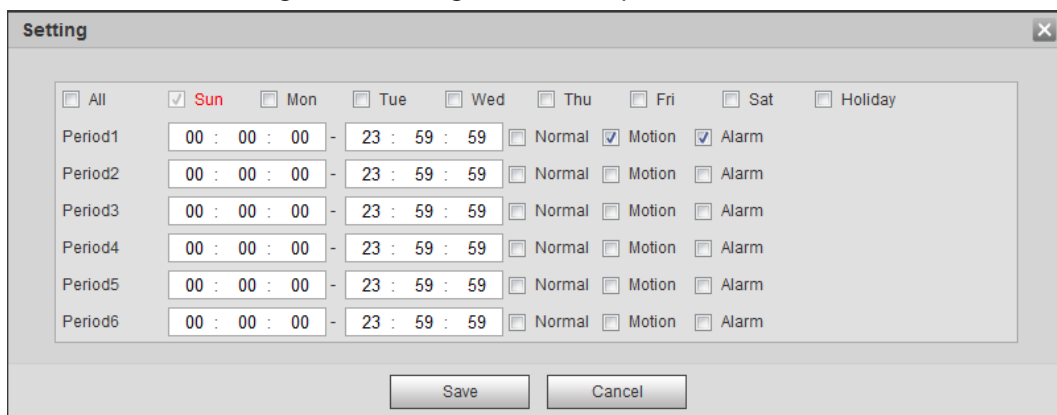 Setting
All Sun Mon Tue Wed Thu Fri Sat Holiday
Period1 00 : 00 : 00 - 23 : 59 : 59 Normal Motion Alarm
Period2 00 : 00 : 00 - 23 : 59 : 59 Normal Motion Alarm
Period3 00 : 00 : 00 - 23 : 59 : 59 Normal Motion Alarm
Period4 00 : 00 : 00 - 23 : 59 : 59 Normal Motion Alarm
Period5 00 : 00 : 00 - 23 : 59 : 59 Normal Motion Alarm
Period6 00 : 00 : 00 - 23 : 59 : 59 Normal Motion Alarm
Save Cancel